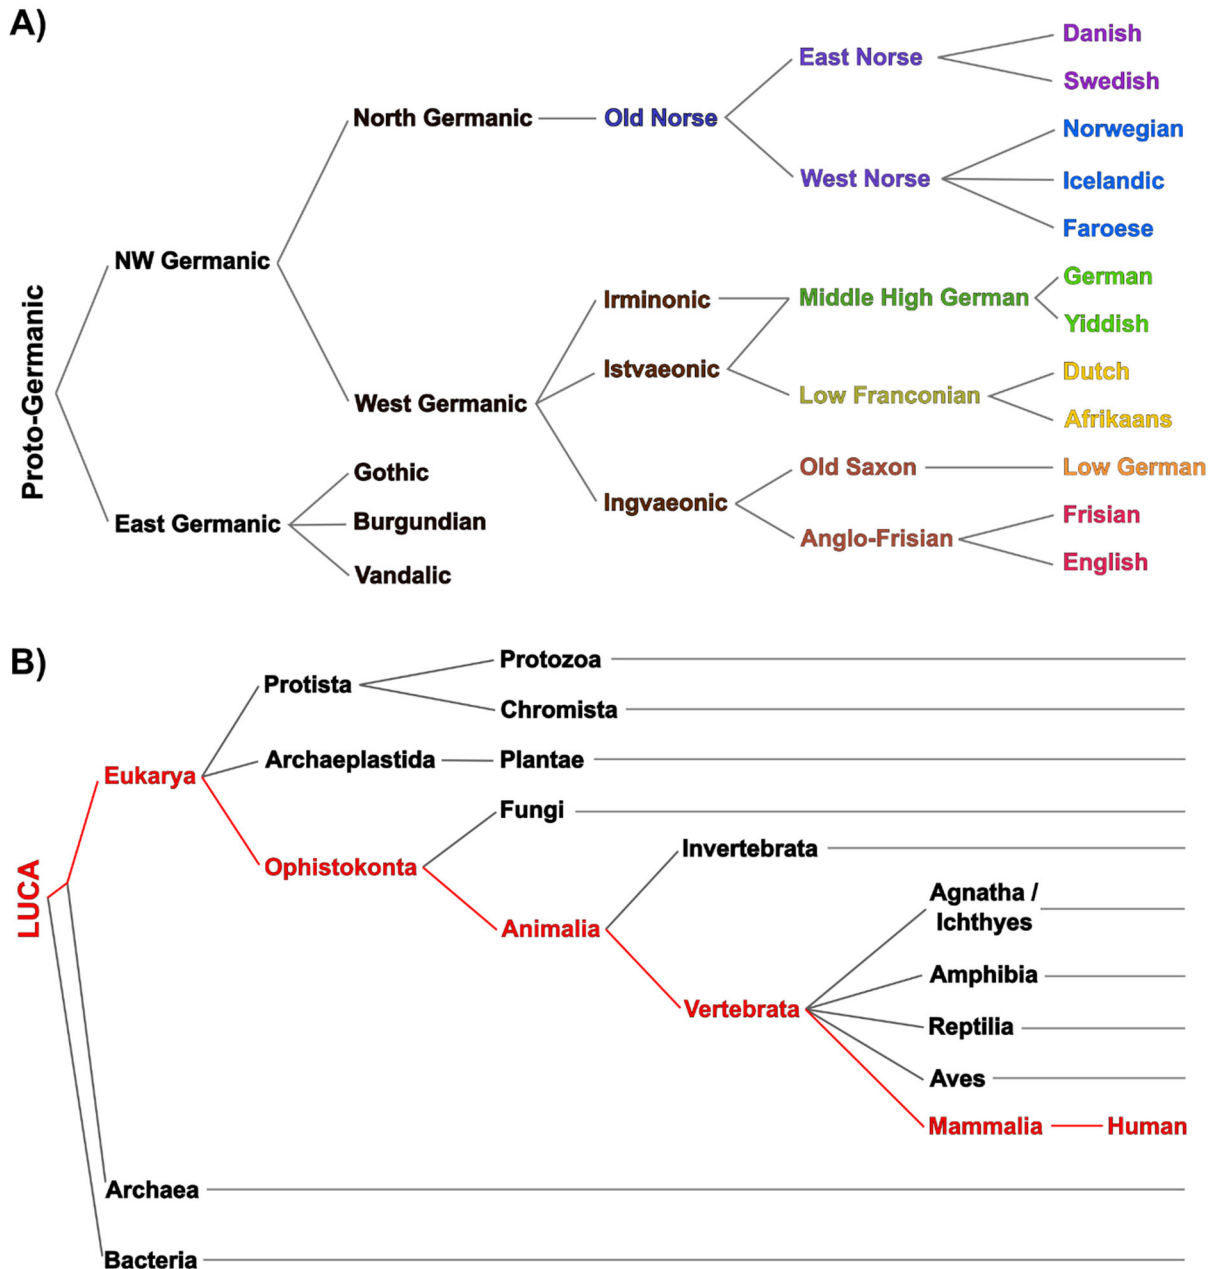 A)
Proto-Germanic
NW Germanic
East Germanic
North Germanic
West Germanic
Gothic
Burgundian
Vandalic
Old Norse
Irminonic
Istvaeonic
Ingvaeonic
East Norse
West Norse
Middle High German
Low Franconian
Old Saxon
Anglo-Frisian
Danish
Swedish
Norwegian
Icelandic
Faroese
German
Yiddish
Dutch
Afrikaans
Low German
Frisian
English
B)
LUCA
Eukarya
Archaea
Bacteria
Protista
Archaeplastida
Ophistokonta
Protozoa
Chromista
Plantae
Fungi
Animalia
Invertebrata
Vertebrata
Agnatha /
Ichthyes
Amphibia
Reptilia
Aves
Mammalia
Human